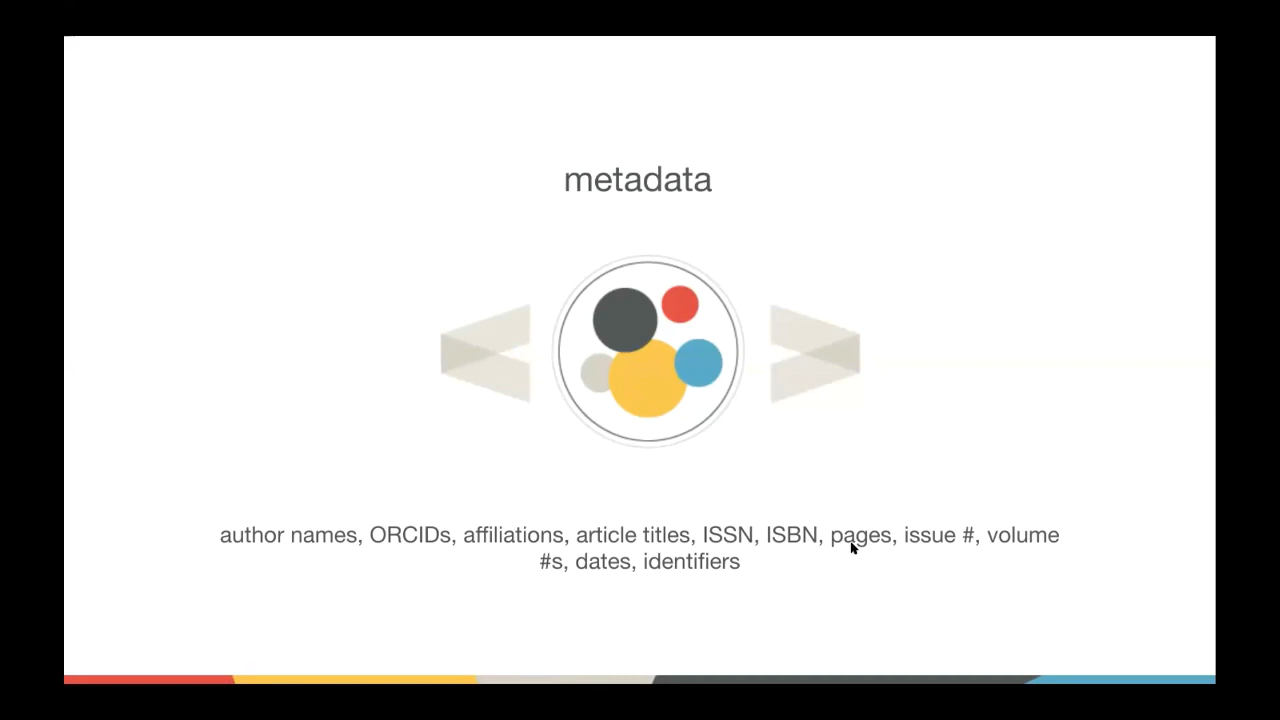 metadata
author names, ORCIDs, affiliations, article titles, ISSN, ISBN, pages, issue #, volume
#s, dates, identifiers